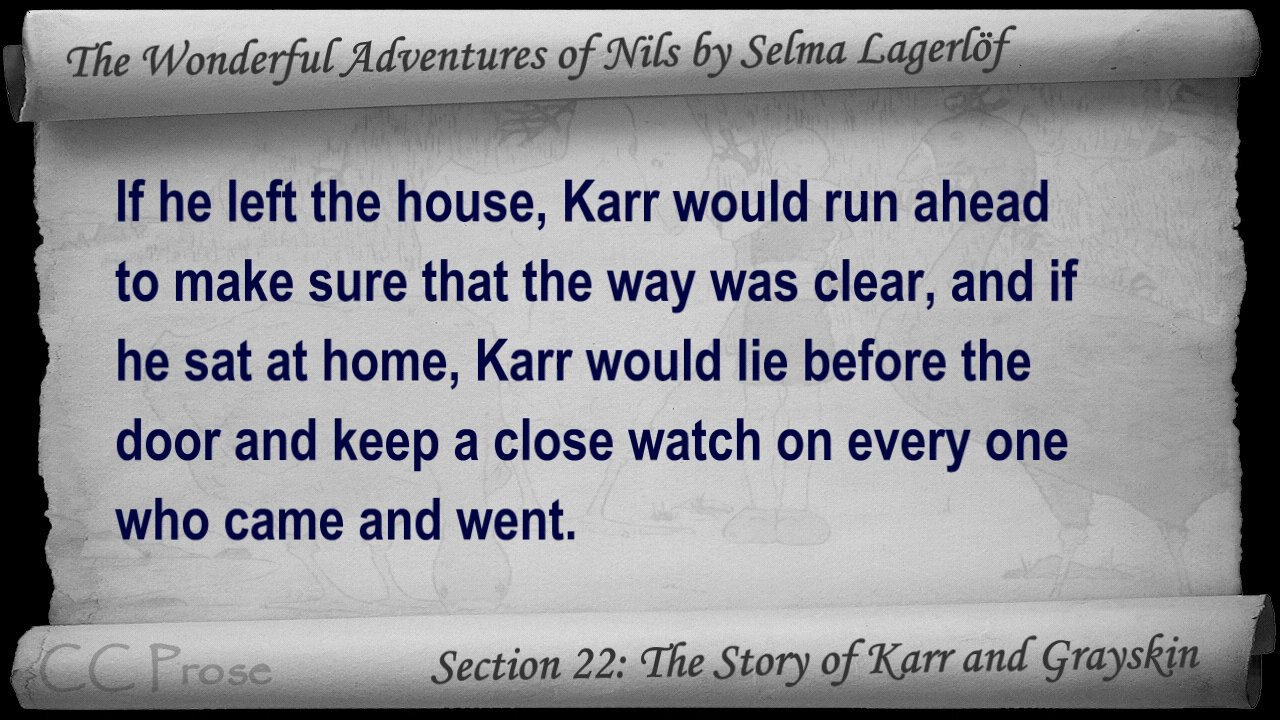 The Wonderful Adventures of Nils by Selma Lagerlöf
If he left the house, Karr would run ahead
to make sure that the way was clear, and if
he sat at home, Karr would lie before the
door and keep a close watch on every one
who came and went.
CC Prose
Section 22: The Story of Karr and Grayskin